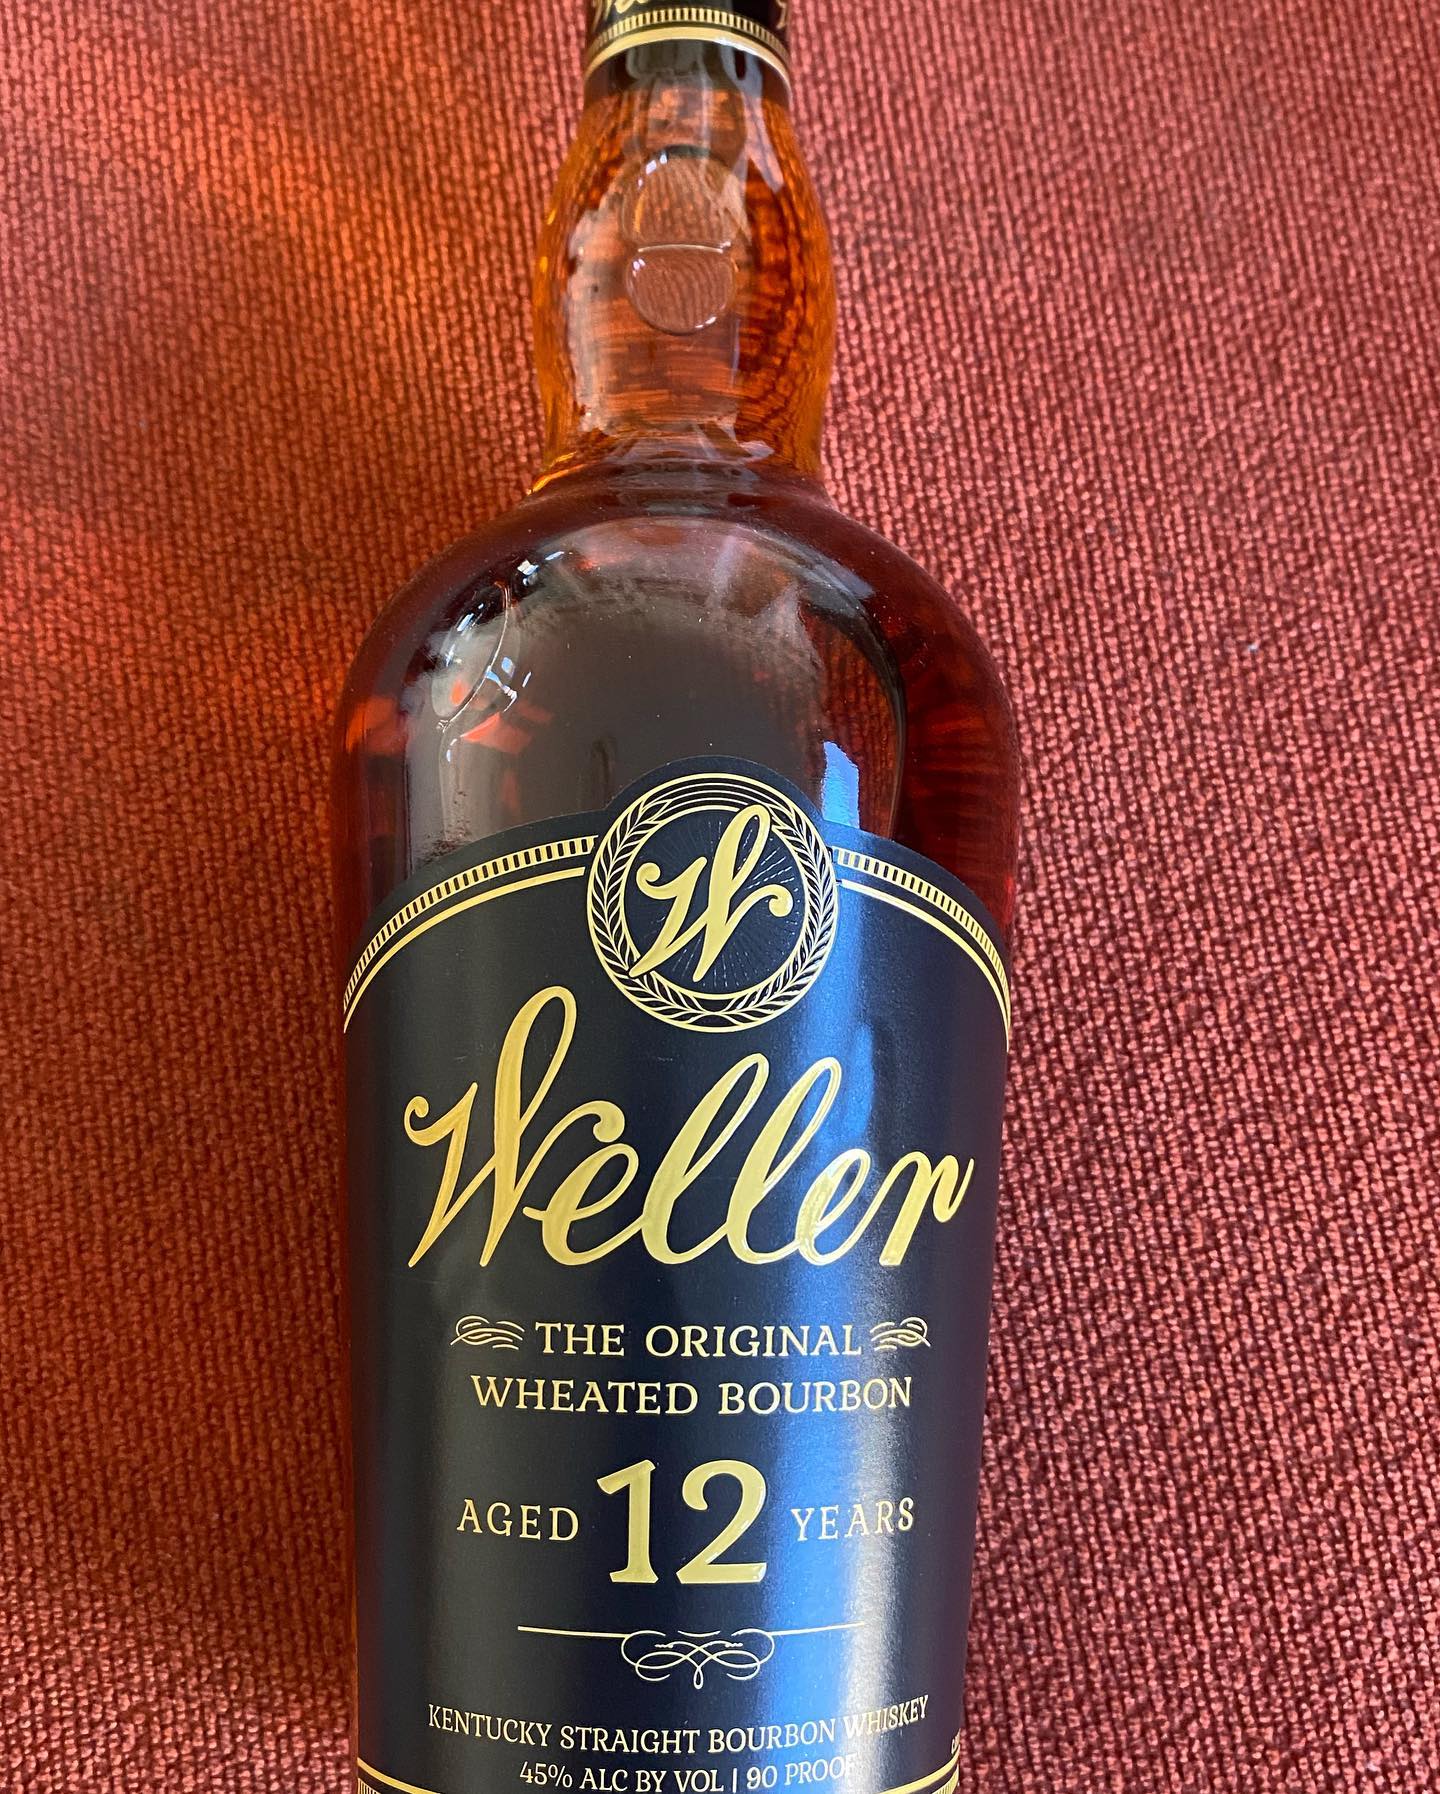 W
Weller
THE ORIGINAL
WHEATED BOURBON
AGED 12 YEARS
KENTUCKY STRAIGHT BOURBON WHISKEY
45% ALC BY VOL | 90 PROOF